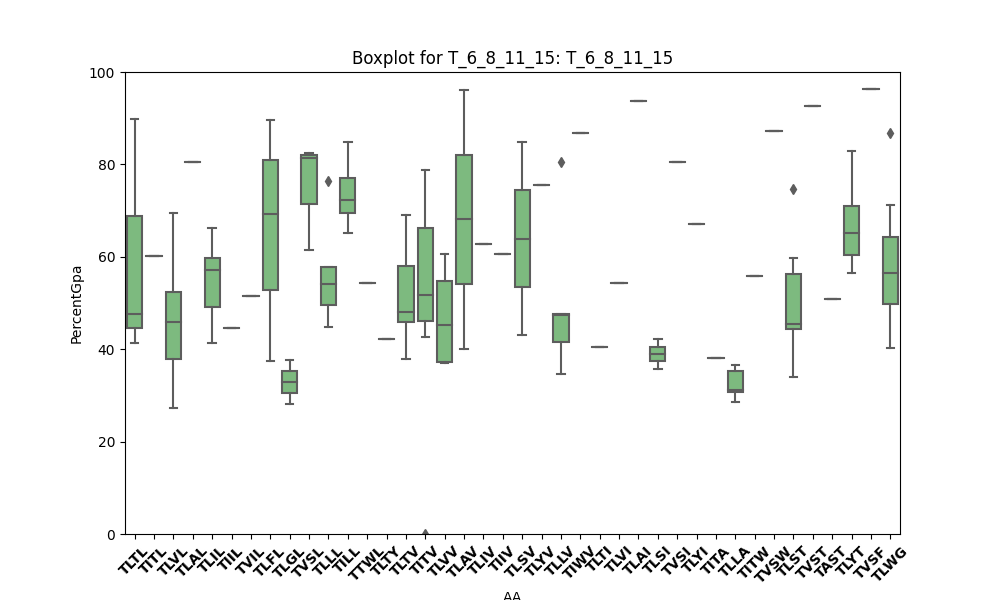 Boxplot for T_6_8_11_15: T_6_8_11_15
PercentGpa
100
80
60
40
20
0
TLTL
TITL
TLVL
TLAL
TLIL
TIIL
TVIL
TLFL
TLGL
TVSL
TLLL
TILL
TTWL
TLTY
TLTV
TITV
TLVV
TLAV
TLIV
TIIV
TLSV
TLYV
TLLV
TIWV
TLTI
TLVI
TLAI
TLSI
TVSI
TLYI
TITA
TLLA
TITW
TVSW
TLST
TVST
TAST
TLYT
TVSF
TLWG
AA